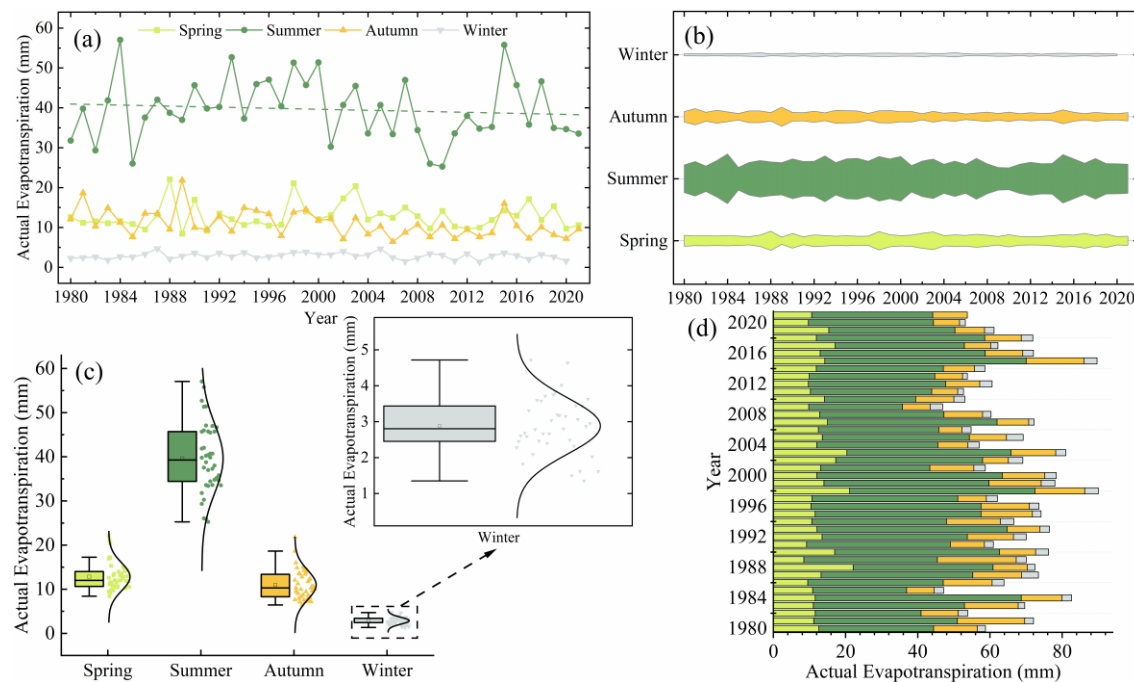 (a)
Spring Summer Autumn Winter
Actual Evapotranspiration (mm)
60
50
40
30
20
10
0
1980 1984 1988 1992 1996 2000 2004 2008 2012 2016 2020
Year
(b)
Winter
Autumn
Summer
Spring
1980 1984 1988 1992 1996 2000 2004 2008 2012 2016 2020
(c)
Actual Evapotranspiration (mm)
60
50
40
30
20
10
0
Spring Summer Autumn Winter
Actual Evapotranspiration (mm)
5
4
3
2
1
Winter
(d)
Year
2020
2016
2012
2008
2004
2000
1996
1992
1988
1984
1980
0 20 40 60 80
Actual Evapotranspiration (mm)